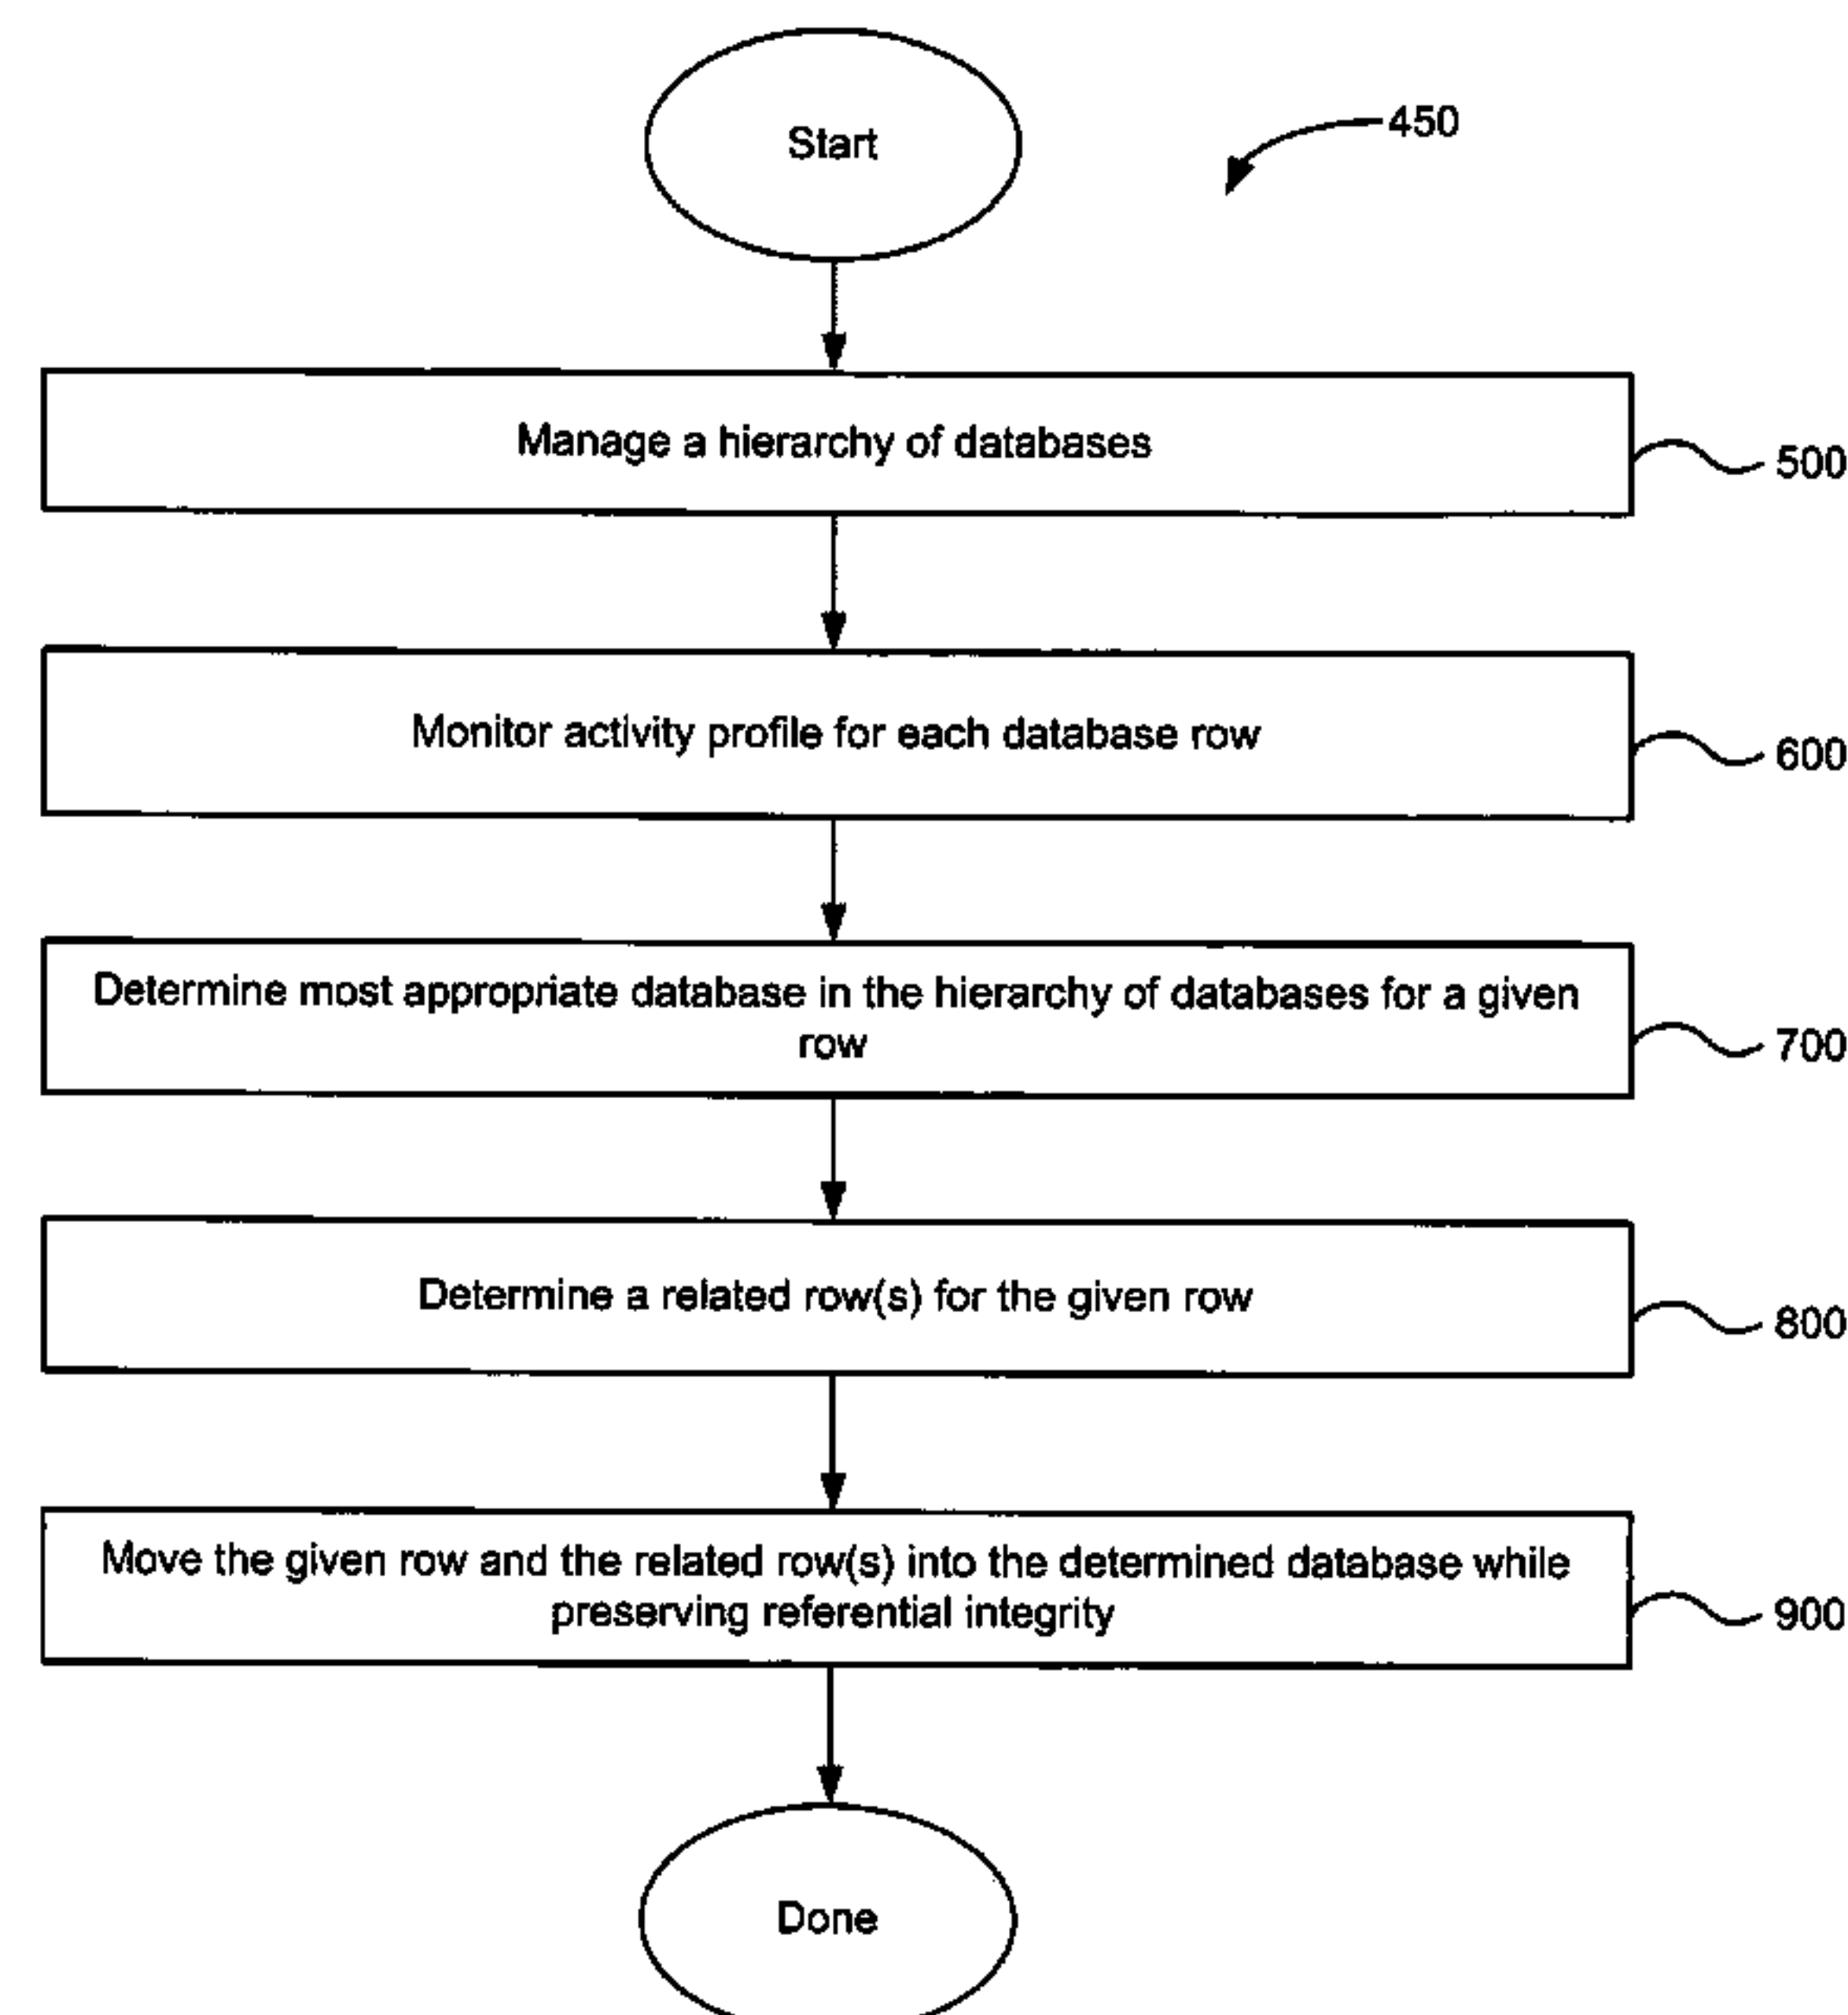 Start
450
Manage a hierarchy of databases
500
Monitor activity profile for each database row
600
Determine most appropriate database in the hierarchy of databases for a given
row
700
Determine a related row(s) for the given row
800
Move the given row and the related row(s) into the determined database while
preserving referential integrity
900
Done